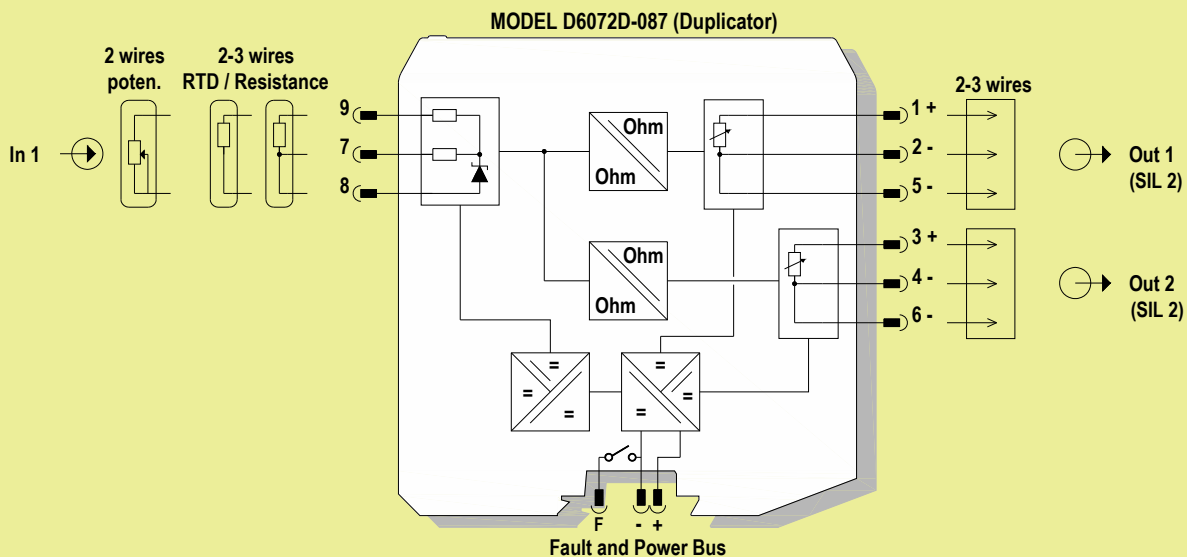 MODEL D6072D-087 (Duplicator)
2 wires
poten.
2-3 wires
RTD / Resistance
2-3 wires
In 1
9
7
8
Ohm
Ohm
Ohm
Ohm
1 +
2 -
5 -
3 +
4 -
6 -
Out 1
(SIL 2)
Out 2
(SIL 2)
=
=
=
=
=
=
F
-
+
Fault and Power Bus